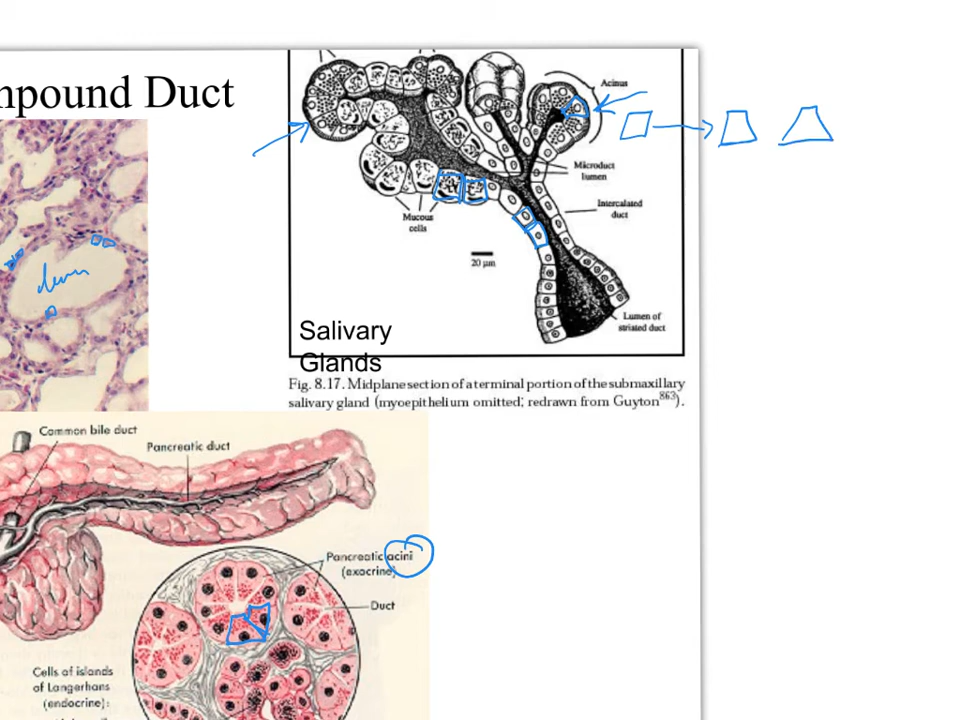 mpound Duct
Acinus
Microduct
lumen
Intercalated
duct
Mucous
cells
20 μm
Lumen of
striated duct
Salivary
Glands
Fig. 8.17. Midplane section of a terminal portion of the submaxillary
salivary gland (myoepithelium omitted; redrawn from Guyton863).
Common bile duct
Pancreatic duct
Pancreatic acini
(exocrine)
Duct
Cells of islands
of Langerhans
(endocrine):